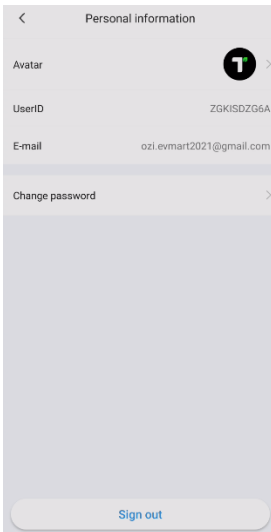 Personal information
Avatar
UserID ZGKISDZG6A
E-mail ozi.evmart2021@gmail.com
Change password
Sign out